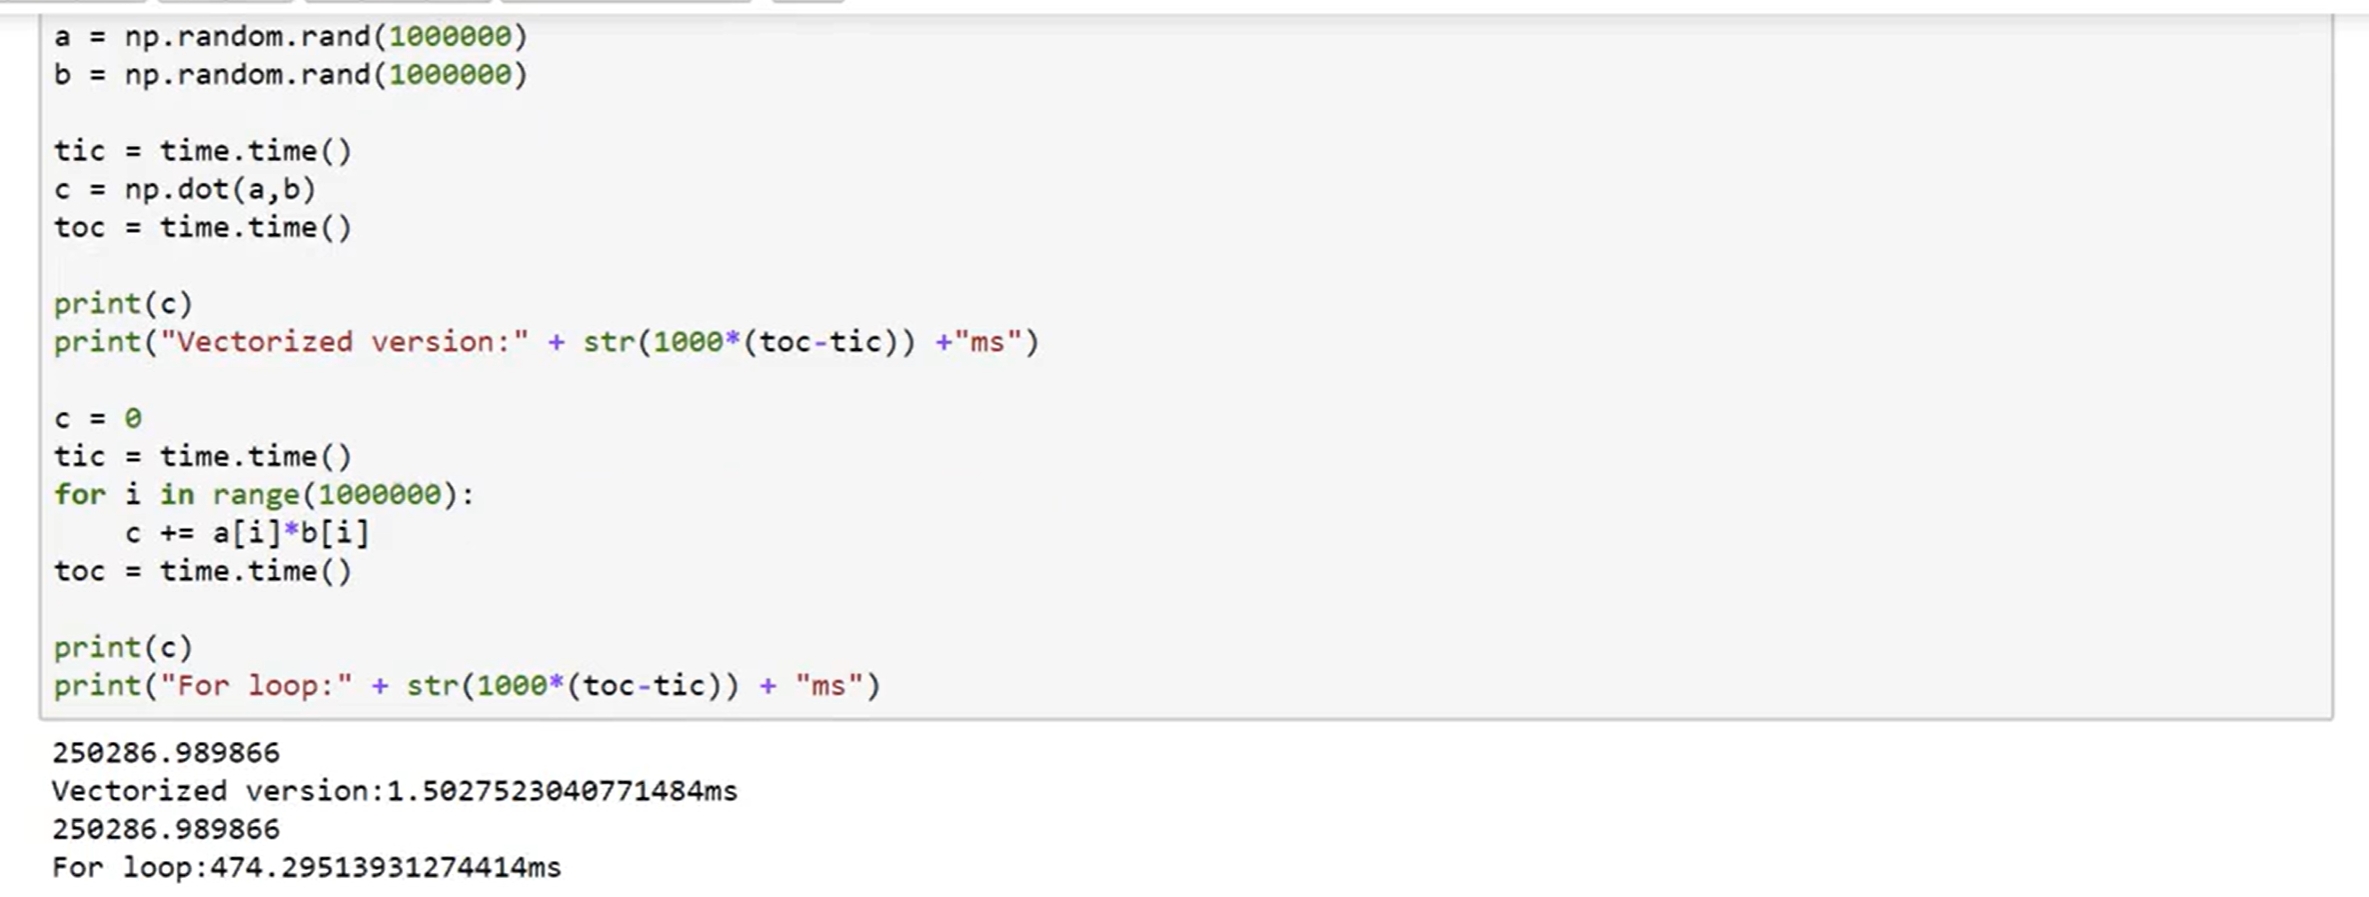 a = np.random.rand(1000000)
b = np.random.rand(1000000)
tic = time.time()
c = np.dot(a,b)
toc = time.time()
print(c)
print("Vectorized version:" + str(1000*(toc-tic)) +"ms")
c = 0
tic = time.time()
for i in range(1000000):
    c += a[i]*b[i]
toc = time.time()
print(c)
print("For loop:" + str(1000*(toc-tic)) + "ms")
250286.989866
Vectorized version:1.5027523040771484ms
250286.989866
For loop:474.29513931274414ms